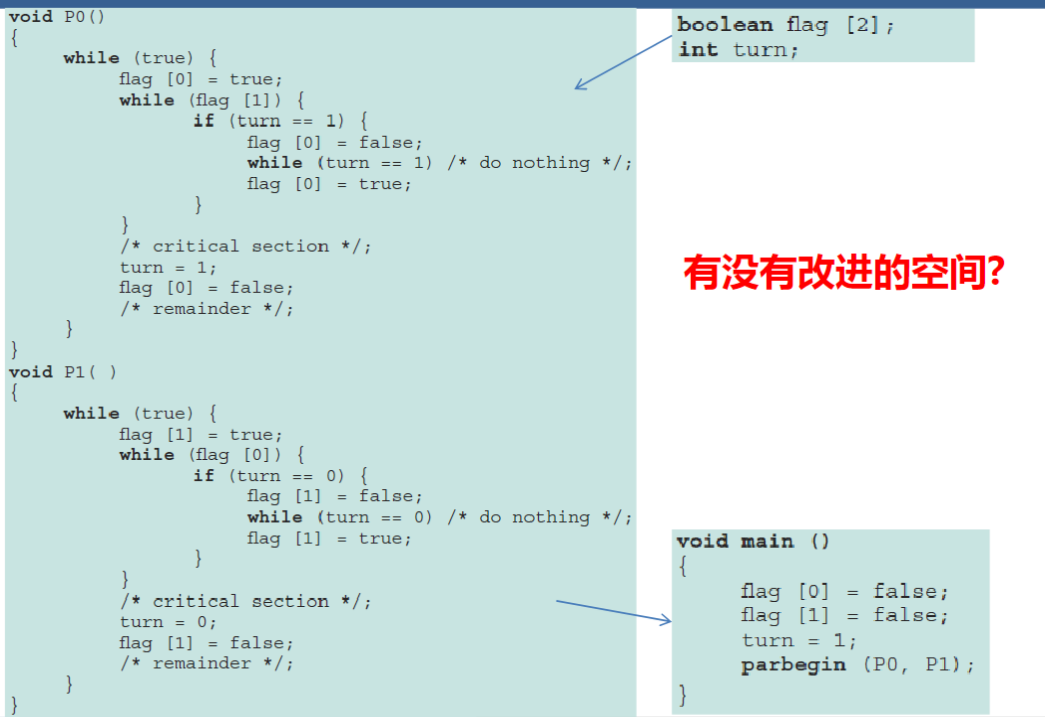 void P0()
{
while (true) {
flag [0] = true;
while (flag [1]) {
if (turn == 1) {
flag [0] = false;
while (turn == 1) /* do nothing */;
flag [0] = true;
}
}
/* critical section */;
turn = 1;
flag [0] = false;
/* remainder */;
}
}
void P1( )
{
while (true) {
flag [1] = true;
while (flag [0]) {
if (turn == 0) {
flag [1] = false;
while (turn == 0) /* do nothing */;
flag [1] = true;
}
}
/* critical section */;
turn = 0;
flag [1] = false;
/* remainder */;
}
}
boolean flag [2];
int turn;
有没有改进的空间?
void main ()
{
flag [0] = false;
flag [1] = false;
turn = 1;
parbegin (P0, P1);
}